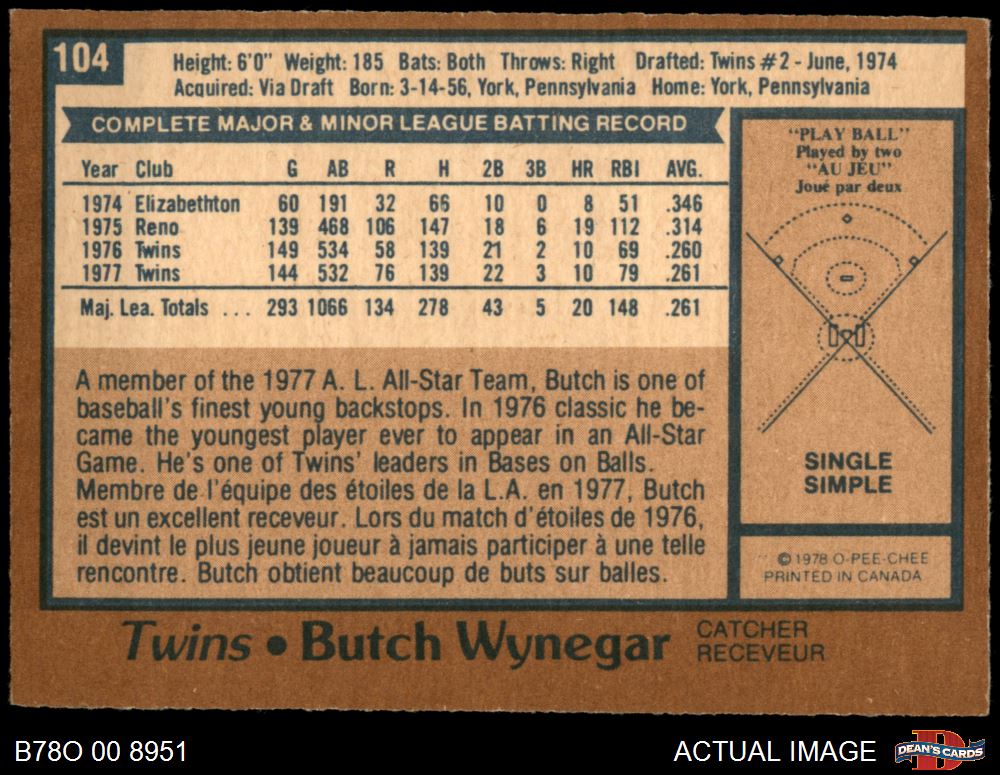 104
Height: 6'0" Weight: 185 Bats: Both Throws: Right Drafted: Twins #2 - June, 1974
Acquired: Via Draft Born: 3-14-56, York, Pennsylvania Home: York, Pennsylvania
COMPLETE MAJOR & MINOR LEAGUE BATTING RECORD
Year Club G AB R H 2B 3B HR RBI AVG.
1974 Elizabethton 60 191 32 66 10 0 8 51 .346
1975 Reno 139 468 106 147 18 6 19 112 .314
1976 Twins 149 534 58 139 21 2 10 69 .260
1977 Twins 144 532 76 139 22 3 10 79 .261
Maj. Lea. Totals ... 293 1066 134 278 43 5 20 148 .261
A member of the 1977 A. L. All-Star Team, Butch is one of
baseball's finest young backstops. In 1976 classic he be-
came the youngest player ever to appear in an All-Star
Game. He's one of Twins' leaders in Bases on Balls.
Membre de l'équipe des étoiles de la L.A. en 1977, Butch
est un excellent receveur. Lors du match d'étoiles de 1976,
il devint le plus jeune joueur à jamais participer à une telle
rencontre. Butch obtient beaucoup de buts sur balles.
"PLAY BALL"
Played by two
"AU JEU"
Joué par deux
SINGLE
SIMPLE
©1978 O-PEE-CHEE
PRINTED IN CANADA
Twins • Butch Wynegar
CATCHER
RECEVEUR
B78O 00 8951
ACTUAL IMAGE
DEAN'S CARDS